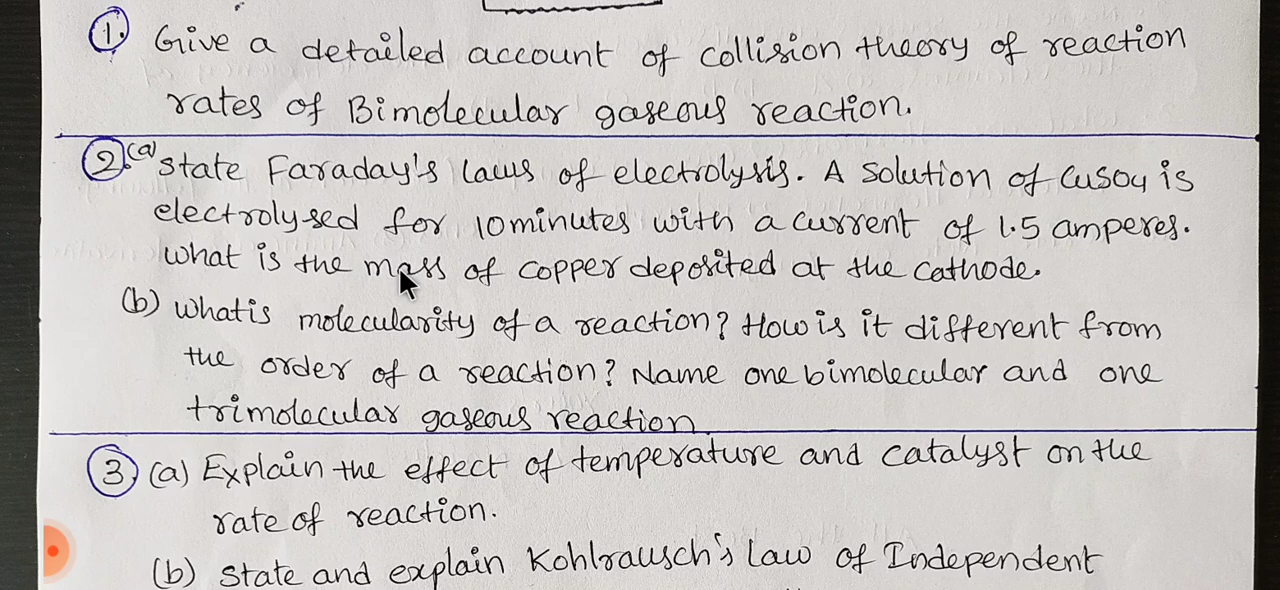 1. Give a detailed account of collision theory of reaction
rates of Bimolecular gaseous reaction.
2. (a) State Faraday's laws of electrolysis. A solution of CuSO4 is
electrolysed for 10 minutes with a current of 1.5 amperes.
what is the mass of copper deposited at the cathode.
(b) What is molecularity of a reaction? How is it different from
the order of a reaction? Name one bimolecular and one
trimolecular gaseous reaction.
3. (a) Explain the effect of temperature and catalyst on the
rate of reaction.
(b) State and explain Kohlrausch's law of Independent